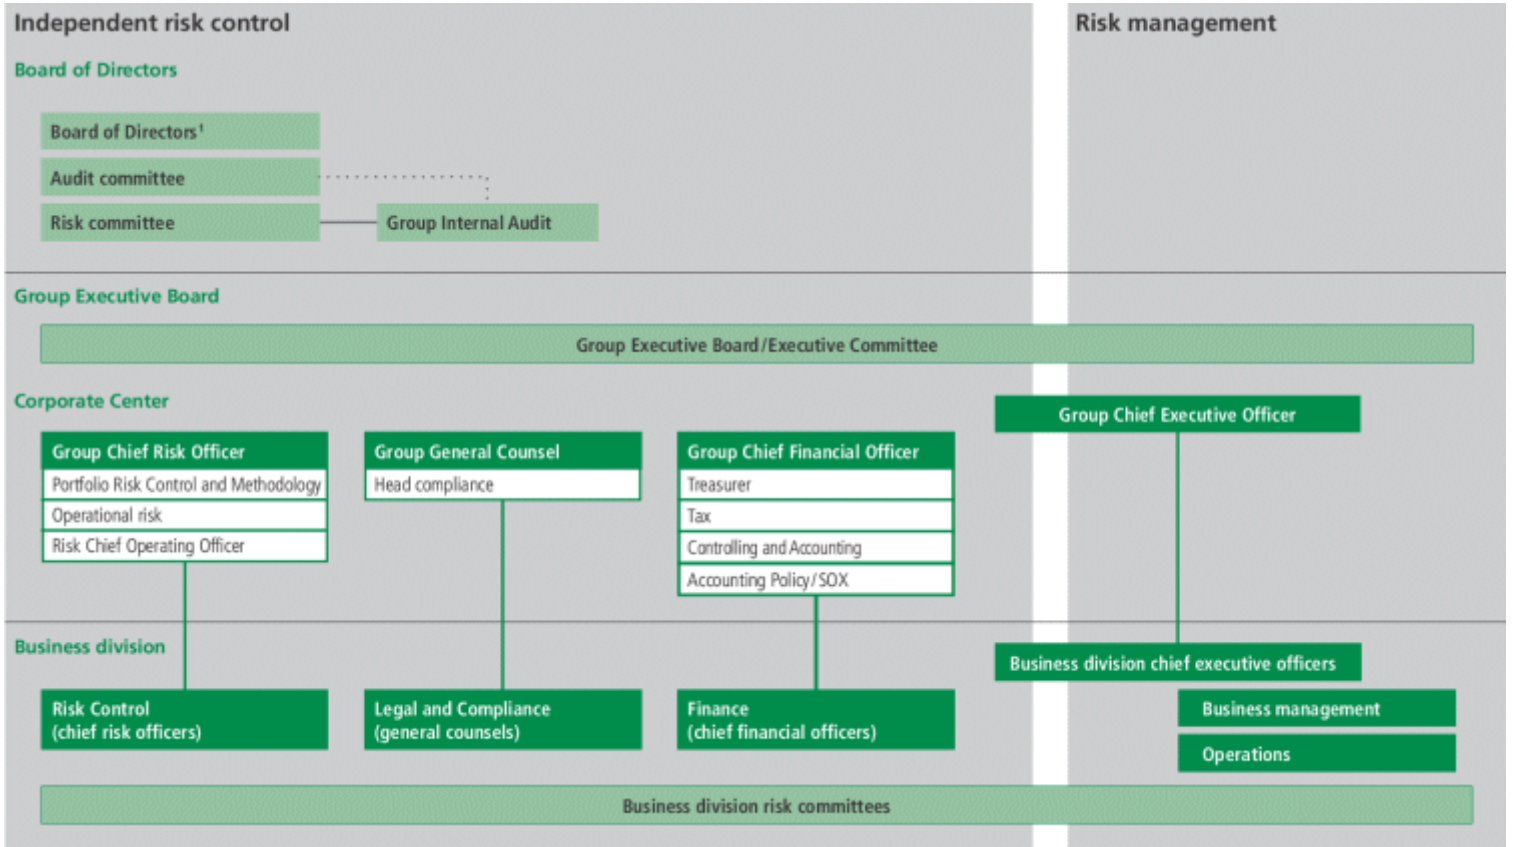 Independent risk control
Risk management
Board of Directors
Board of Directors¹
Audit committee
Risk committee
Group Internal Audit
Group Executive Board
Group Executive Board/Executive Committee
Corporate Center
Group Chief Executive Officer
Group Chief Risk Officer
Portfolio Risk Control and Methodology
Operational risk
Risk Chief Operating Officer
Group General Counsel
Head compliance
Group Chief Financial Officer
Treasurer
Tax
Controlling and Accounting
Accounting Policy/SOX
Business division
Business division chief executive officers
Risk Control
(chief risk officers)
Legal and Compliance
(general counsels)
Finance
(chief financial officers)
Business management
Operations
Business division risk committees